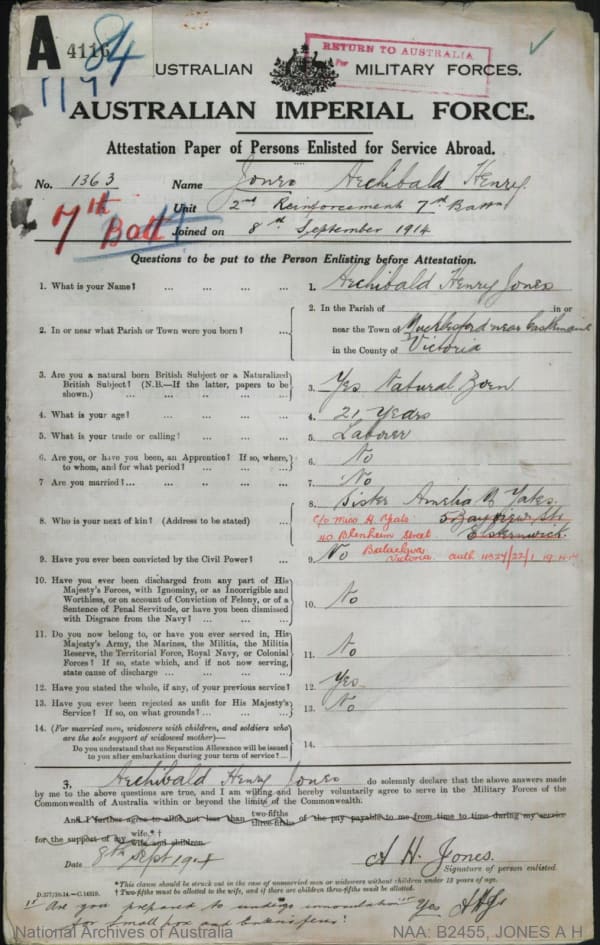 A 4116 84
117
RETURN TO AUSTRALIA
For
AUSTRALIAN MILITARY FORCES.
AUSTRALIAN IMPERIAL FORCE.
Attestation Paper of Persons Enlisted for Service Abroad.
No. 1363 Name Jones Archibald Henry
Unit 2nd Reinforcement 7th Battn
7th Batt
Joined on 8th September 1914
Questions to be put to the Person Enlisting before Attestation.
1. What is your Name? ... ... ... 1. Archibald Henry Jones
2. In or near what Parish or Town were you born? ... 2. In the Parish of in or
near the Town of Muckleford near Castlemaine
in the County of Victoria
3. Are you a natural born British Subject or a Naturalized
British Subject? (N.B.—If the latter, papers to be
shown.) ... ... ... ... ... 3. Yes Natural Born
4. What is your age? ... ... ... 4. 21 Years
5. What is your trade or calling? ... ... ... 5. Laborer
6. Are you, or have you been, an Apprentice? If so, where,
to whom, and for what period? ... ... ... 6. No
7 Are you married?... ... ... ... 7. No
8. Who is your next of kin? (Address to be stated) ... 8. Sister Amelia B Yates
c/o Miss A. Yates 5 Bayview St
40 Blenheim Street Elsternwick
Balaclava
Victoria
9. Have you ever been convicted by the Civil Power? ... 9. No
10. Have you ever been discharged from any part of His
Majesty's Forces, with Ignominy, or as Incorrigible and
Worthless, or on account of Conviction of Felony, or of a
Sentence of Penal Servitude, or have you been dismissed
with Disgrace from the Navy? ... ... 10. No
11. Do you now belong to, or have you ever served in, His
Majesty's Army, the Marines, the Militia, the Militia
Reserve, the Territorial Force, Royal Navy, or Colonial
Forces? If so, state which, and if not now serving,
state cause of discharge ... ... ... 11. No
12. Have you stated the whole, if any, of your previous service? 12. Yes
13. Have you ever been rejected as unfit for His Majesty's
Service? If so, on what grounds? ... ... ... 13. No
14. (For married men, widowers with children, and soldiers who
are the sole support of widowed mother)—
Do you understand that no Separation Allowance will be issued
to you after embarkation during your term of service?... 14.
I, Archibald Henry Jones do solemnly declare that the above answers made
by me to the above questions are true, and I am willing and hereby voluntarily agree to serve in the Military Forces of the
Commonwealth of Australia within or beyond the limits of the Commonwealth.
And I further agree to allot not less than two-fifths three-fifths of the pay payable to me from time to time during my service
for the support of my wife,*† wife and children.
Date 8th Sept 1914 A H. Jones.
Signature of person enlisted.
*This clause should be struck out in the case of unmarried men or widowers without children under 18 years of age.
D.377/10.14.—C.14319. † Two-fifths must be allotted to the wife, and if there are children three-fifths must be allotted.
Are you prepared to undergo innoculation Yes AHJ
for small pox and
National Archives of Australia NAA: B2455, JONES A H